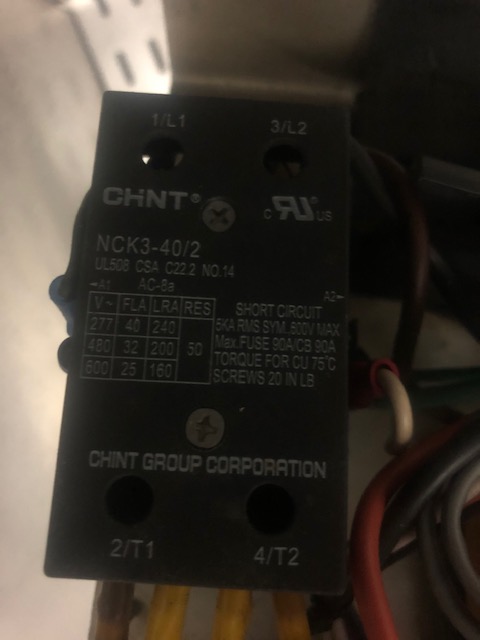 1/L1 3/L2
CHNT®
c RU us
NCK3-40/2
UL508 CSA C22.2 NO.14
A1 AC-8a A2
V~ FLA LRA RES
277 40 240
480 32 200 50
600 25 160
SHORT CIRCUIT
5KA RMS SYM. 600V MAX
Max.FUSE 90A/CB 90A
TORQUE FOR CU 75°C
SCREWS 20 IN LB
CHINT GROUP CORPORATION
2/T1 4/T2